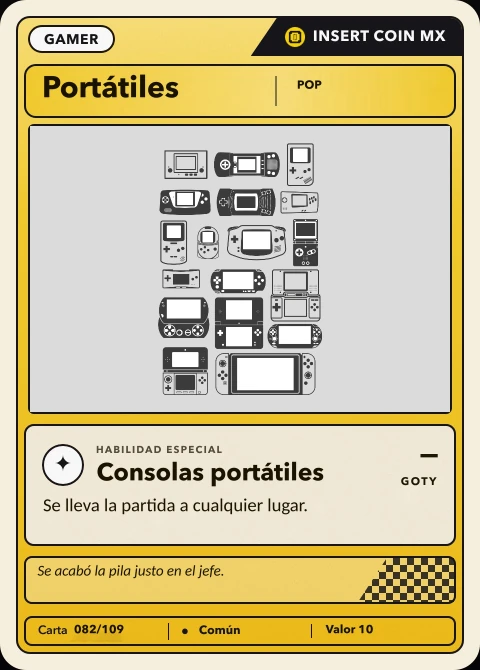 GAMER
INSERT COIN MX
Portátiles
POP
HABILIDAD ESPECIAL
Consolas portátiles
–
GOTY
Se lleva la partida a cualquier lugar.
Se acabó la pila justo en el jefe.
Carta 082/109
• Común
Valor 10